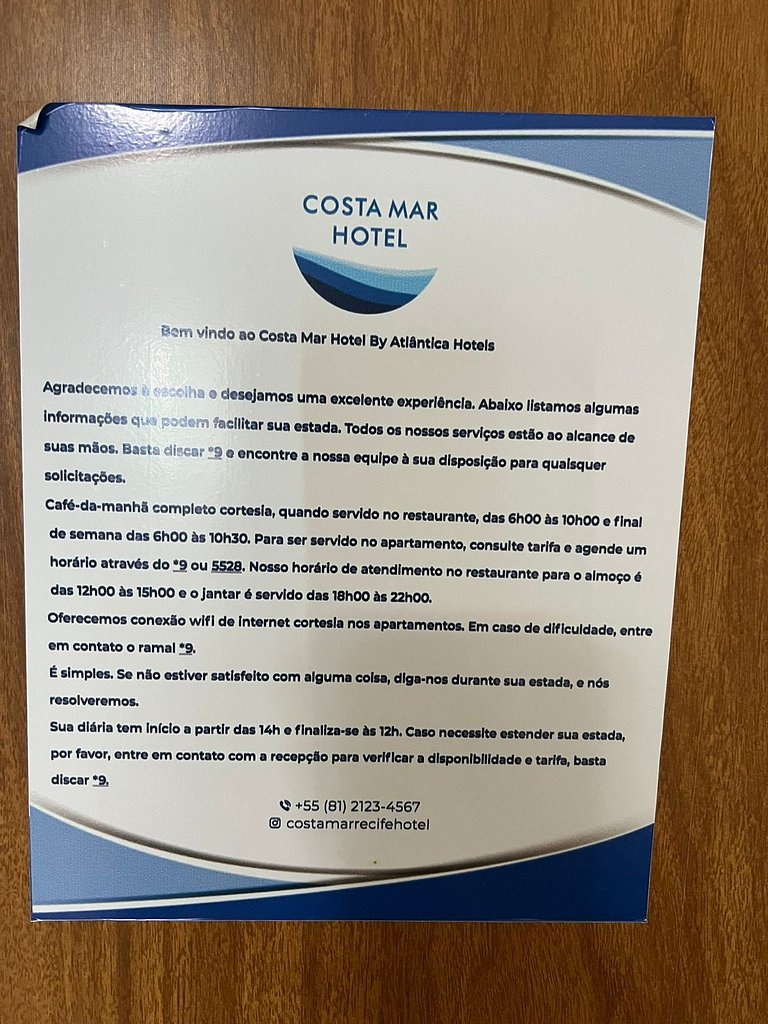 COSTA MAR
HOTEL
Bem vindo ao Costa Mar Hotel By Atlântica Hotels
Agradecemos à escolha e desejamos uma excelente experiência. Abaixo listamos algumas
informações que podem facilitar sua estada. Todos os nossos serviços estão ao alcance de
suas mãos. Basta discar *9 e encontre a nossa equipe à sua disposição para quaisquer
solicitações.
Café-da-manhã completo cortesia, quando servido no restaurante, das 6h00 às 10h00 e final
de semana das 6h00 às 10h30. Para ser servido no apartamento, consulte tarifa e agende um
horário através do *9 ou 5528. Nosso horário de atendimento no restaurante para o almoço é
das 12h00 às 15h00 e o jantar é servido das 18h00 às 22h00.
Oferecemos conexão wifi de internet cortesia nos apartamentos. Em caso de dificuldade, entre
em contato o ramal *9.
É simples. Se não estiver satisfeito com alguma coisa, diga-nos durante sua estada, e nós
resolveremos.
Sua diária tem início a partir das 14h e finaliza-se às 12h. Caso necessite estender sua estada,
por favor, entre em contato com a recepção para verificar a disponibilidade e tarifa, basta
discar *9.
+55 (81) 2123-4567
costamarrecifehotel